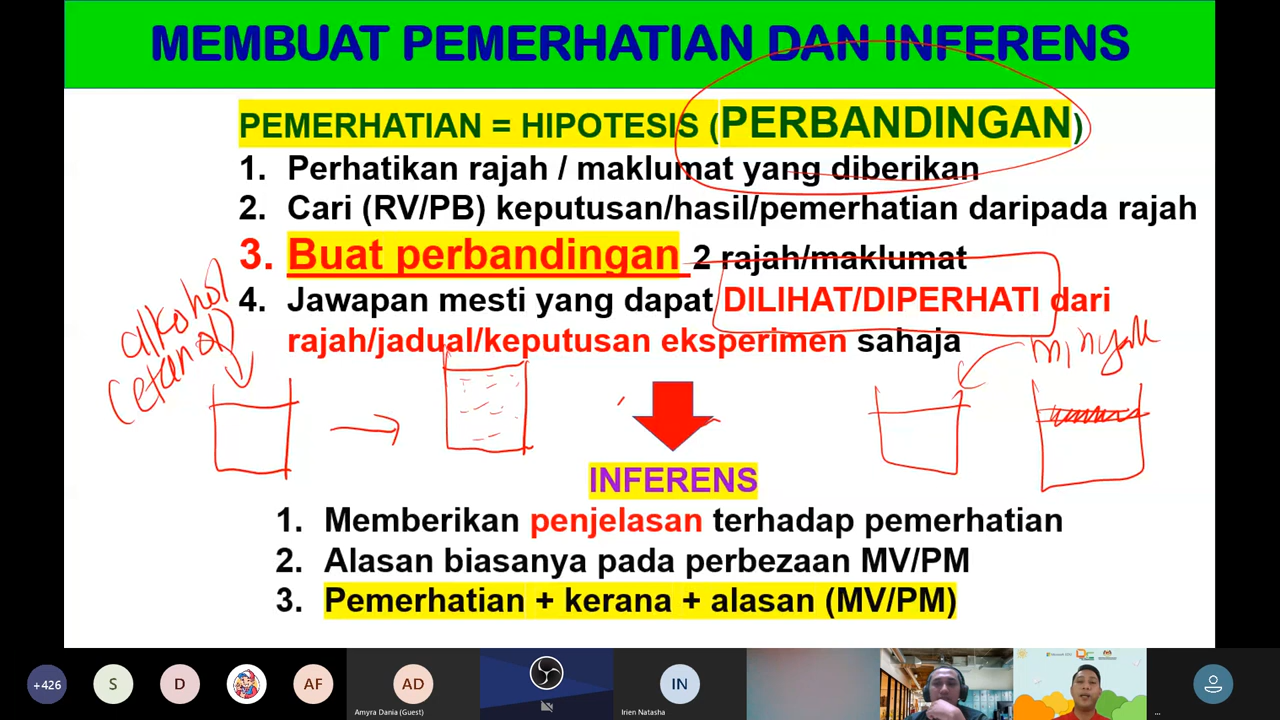 MEMBUAT PEMERHATIAN DAN INFERENS
PEMERHATIAN = HIPOTESIS (PERBANDINGAN)
1. Perhatikan rajah / maklumat yang diberikan
2. Cari (RV/PB) keputusan/hasil/pemerhatian daripada rajah
3. Buat perbandingan 2 rajah/maklumat
4. Jawapan mesti yang dapat DILIHAT/DIPERHATI dari
rajah/jadual/keputusan eksperimen sahaja
alkohol
(etanol)
minyak
INFERENS
1. Memberikan penjelasan terhadap pemerhatian
2. Alasan biasanya pada perbezaan MV/PM
3. Pemerhatian + kerana + alasan (MV/PM)
+426
S
D
AF
AD
Amyra Dania (Guest)
IN
Irien Natasha
...